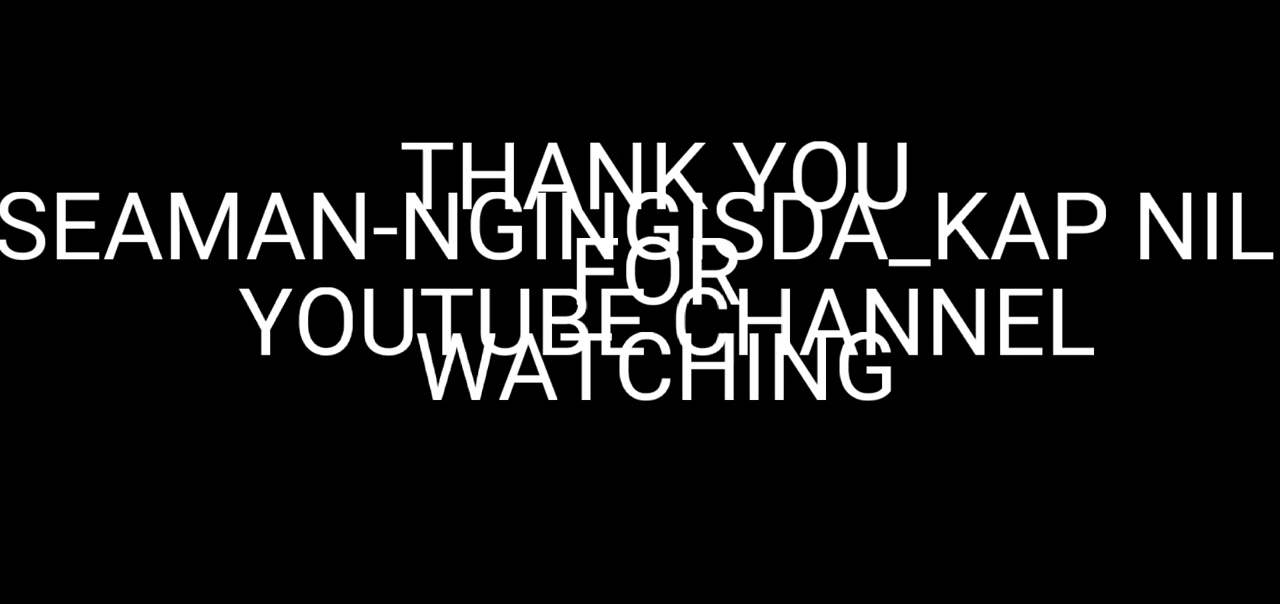 THANK YOU
SEAMAN-NGINGISDA_KAP NIL
FOR
YOUTUBE CHANNEL
WATCHING